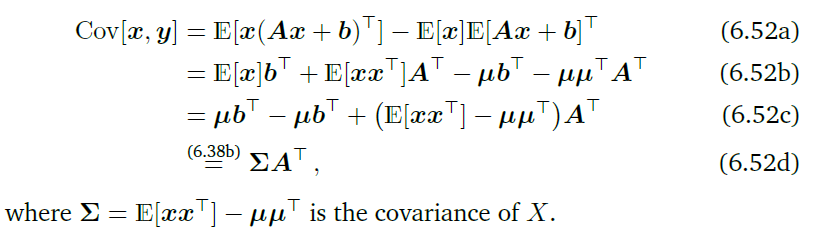 Cov[x, y] = 𝔼[x(Ax + b)⊤] − 𝔼[x]𝔼[Ax + b]⊤ (6.52a)
= 𝔼[x]b⊤ + 𝔼[xx⊤]A⊤ − μb⊤ − μμ⊤A⊤ (6.52b)
= μb⊤ − μb⊤ + (𝔼[xx⊤] − μμ⊤)A⊤ (6.52c)
(6.38b) = ΣA⊤ , (6.52d)
where Σ = 𝔼[xx⊤] − μμ⊤ is the covariance of X.